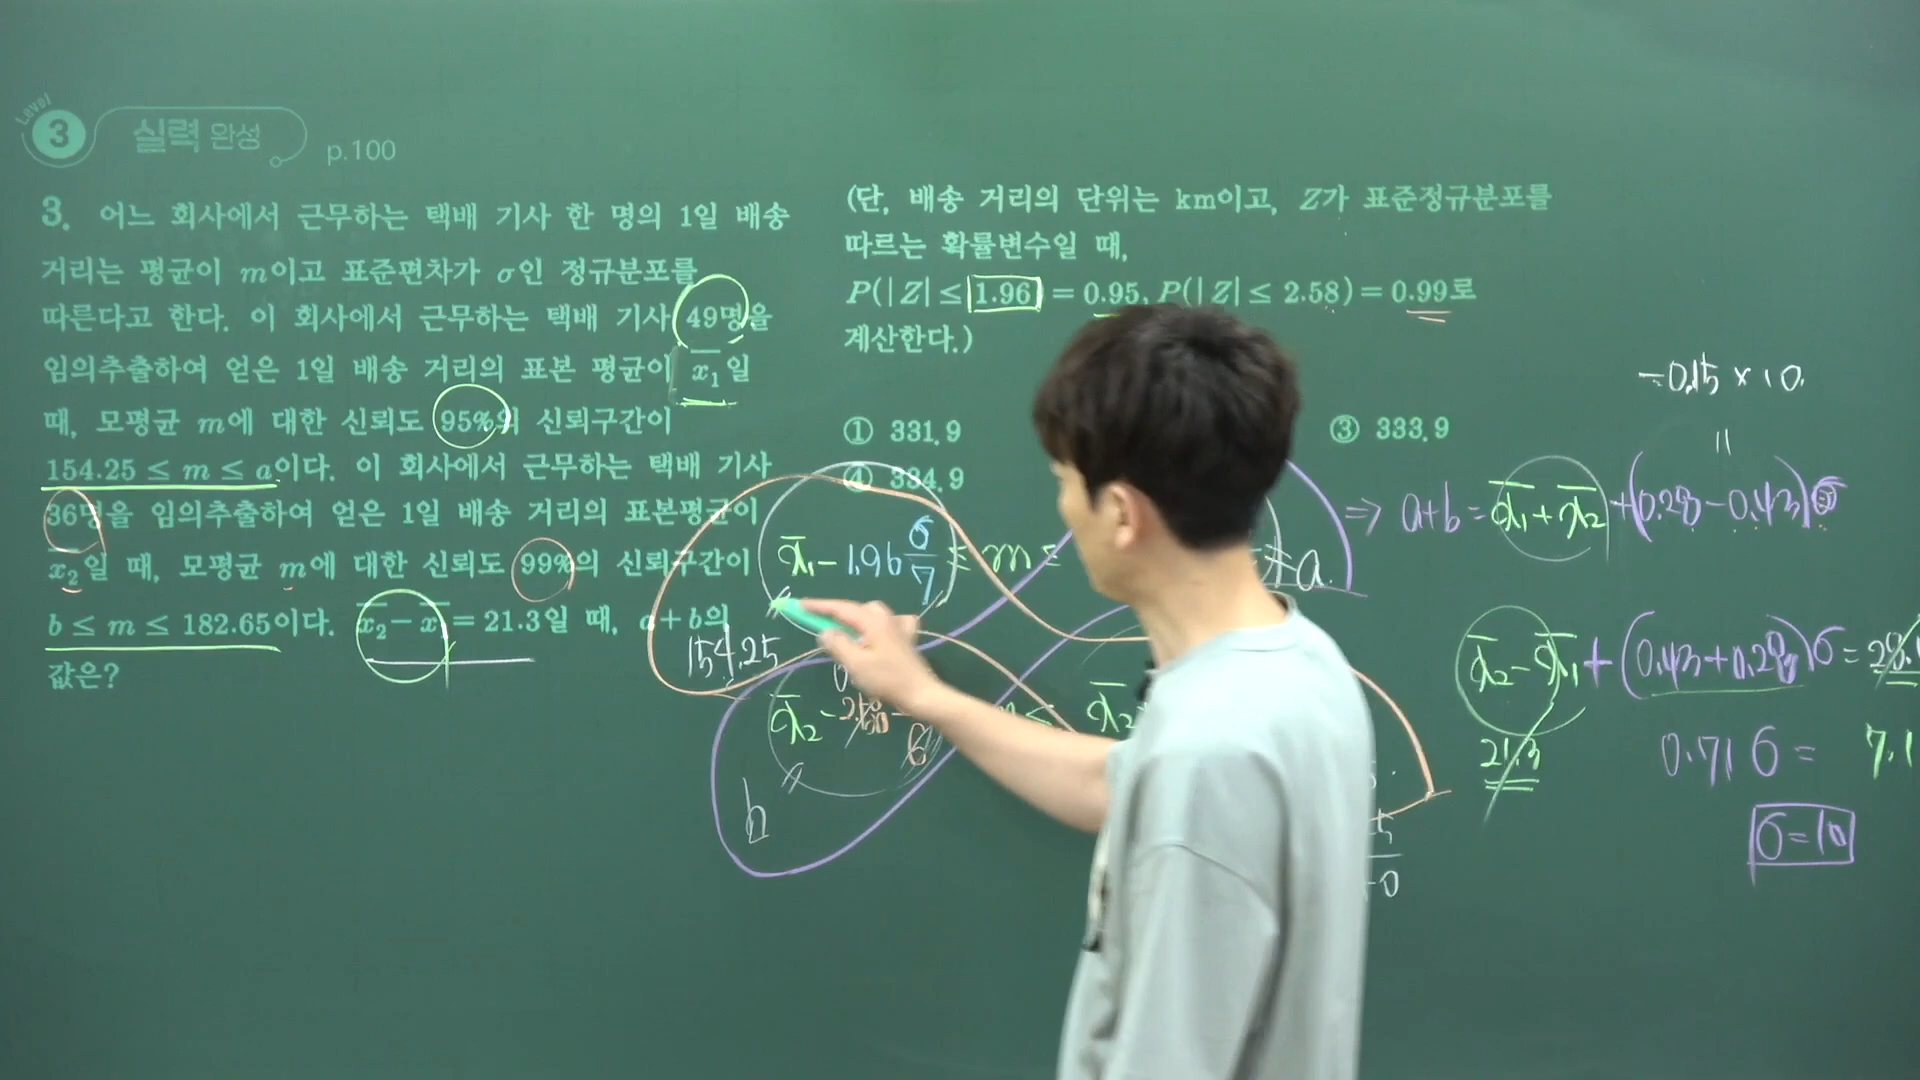 Level
3 실력 완성
p.100
3. 어느 회사에서 근무하는 택배 기사 한 명의 1일 배송
거리는 평균이 m이고 표준편차가 σ인 정규분포를
따른다고 한다. 이 회사에서 근무하는 택배 기사 49명을
임의추출하여 얻은 1일 배송 거리의 표본 평균이 x̄₁일
때, 모평균 m에 대한 신뢰도 95%의 신뢰구간이
154.25 ≤ m ≤ a이다. 이 회사에서 근무하는 택배 기사
36명을 임의추출하여 얻은 1일 배송 거리의 표본평균이
x̄₂일 때, 모평균 m에 대한 신뢰도 99%의 신뢰구간이
b ≤ m ≤ 182.65이다. x̄₂ − x̄₁ = 21.3일 때, a + b의
값은?
(단, 배송 거리의 단위는 km이고, Z가 표준정규분포를
따르는 확률변수일 때,
P(|Z| ≤ 1.96) = 0.95, P(|Z| ≤ 2.58) = 0.99로
계산한다.)
① 331.9
③ 333.9
④ 334.9
x̄₁ − 1.96 σ/7 ≤ m ≤
= a.
154.25
x̄₂ − 2.58
x̄₂
b
−0.15 × 10.
||
⇒ a+b = x̄₁ + x̄₂ + (0.28 − 0.43)σ
x̄₂ − x̄₁ + (0.43 + 0.28)σ = 28.
21.3
0.71 σ = 7.1
σ = 10